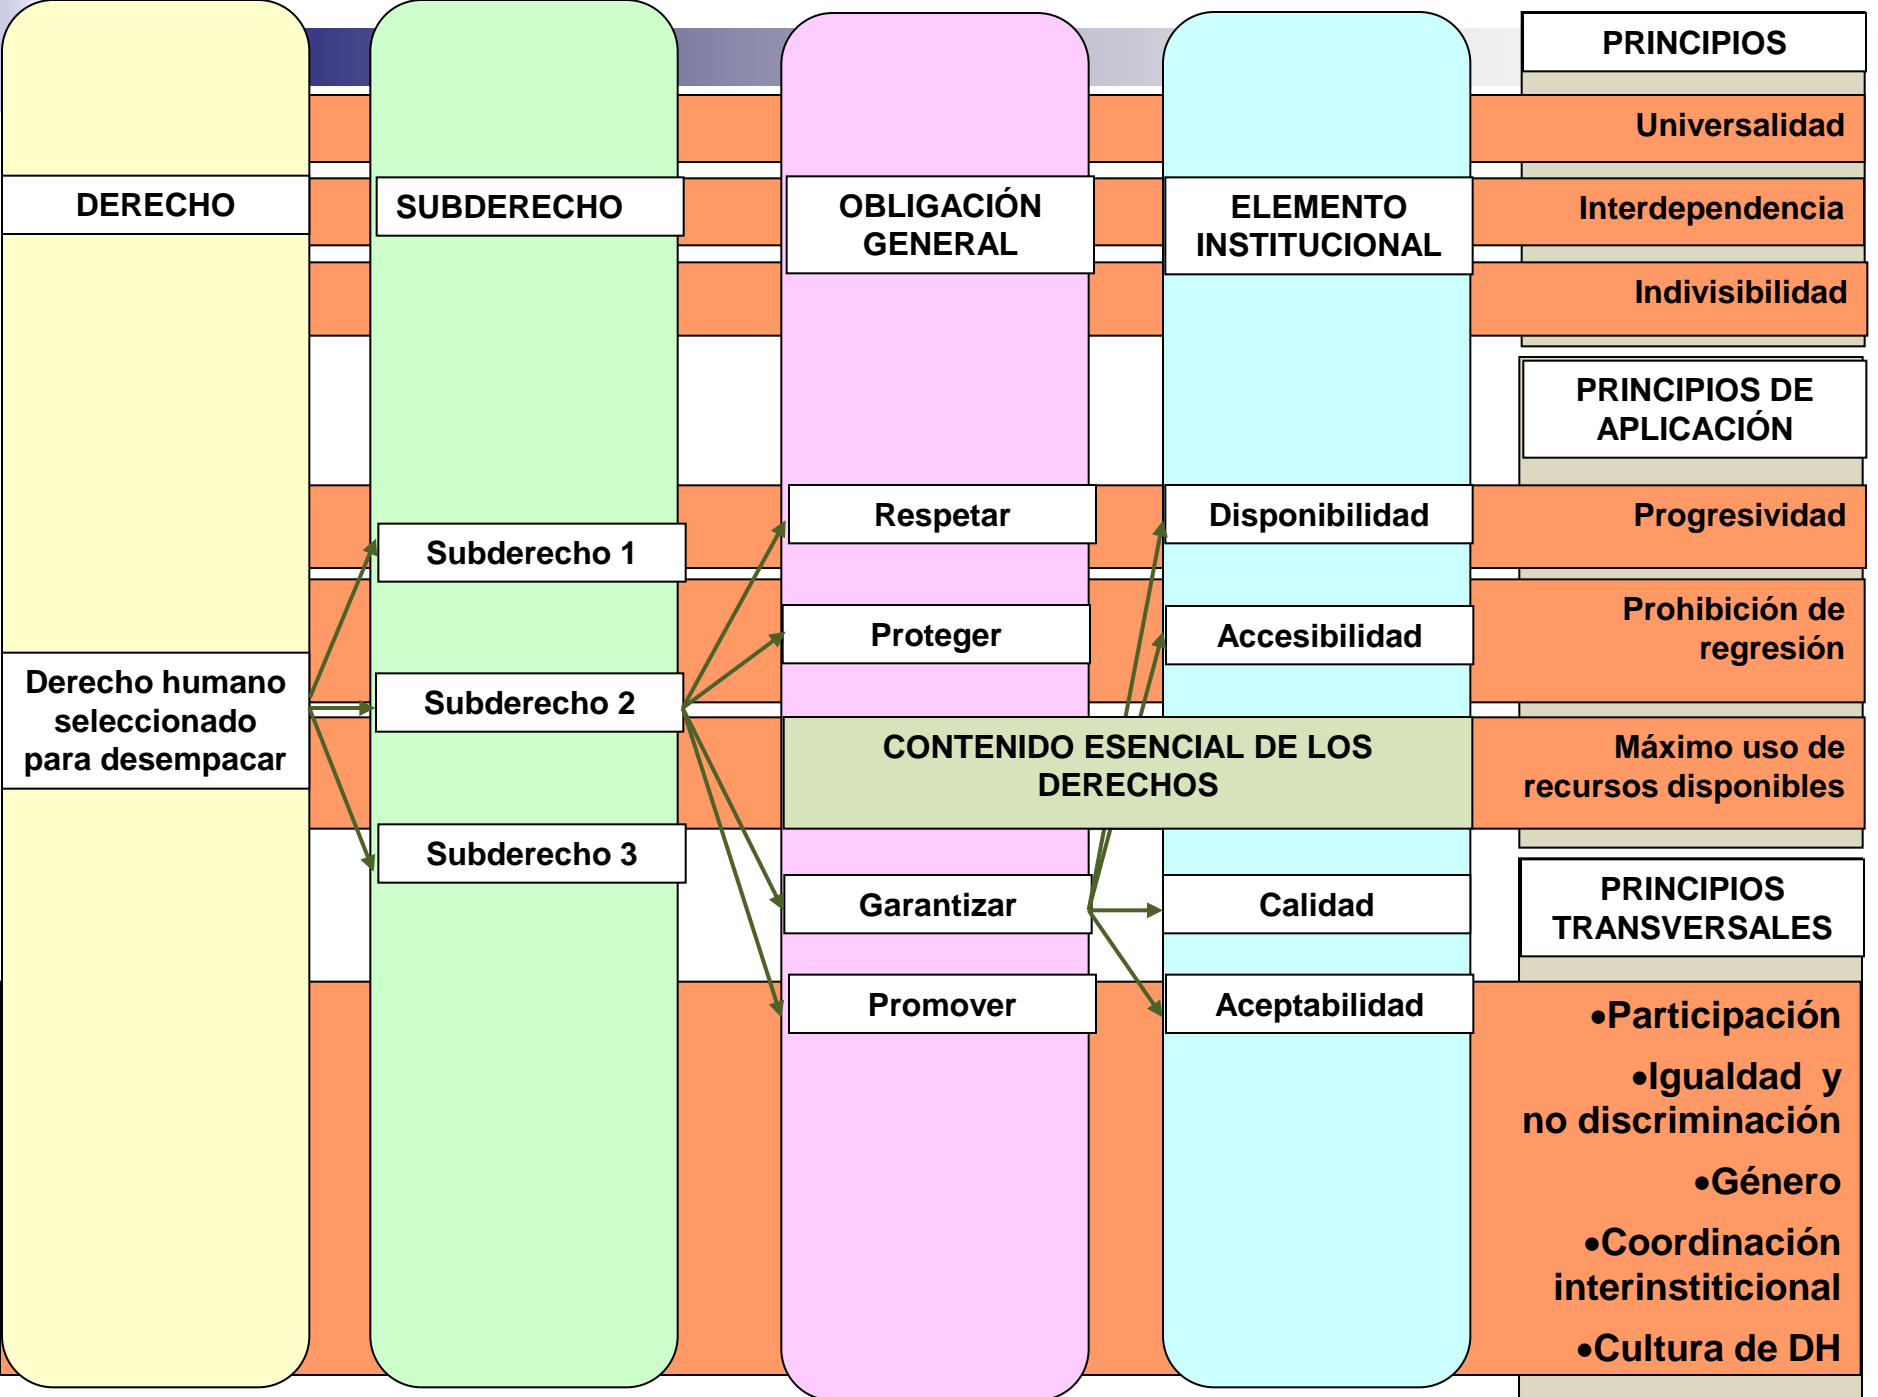 DERECHO
Derecho humano
seleccionado
para desempacar
SUBDERECHO
Subderecho 1
Subderecho 2
Subderecho 3
OBLIGACIÓN
GENERAL
Respetar
Proteger
CONTENIDO ESENCIAL DE LOS
DERECHOS
Garantizar
Promover
ELEMENTO
INSTITUCIONAL
Disponibilidad
Accesibilidad
Calidad
Aceptabilidad
PRINCIPIOS
Universalidad
Interdependencia
Indivisibilidad
PRINCIPIOS DE
APLICACIÓN
Progresividad
Prohibición de
regresión
Máximo uso de
recursos disponibles
PRINCIPIOS
TRANSVERSALES
•Participación
•Igualdad  y
no discriminación
•Género
•Coordinación
interinstiticional
•Cultura de DH